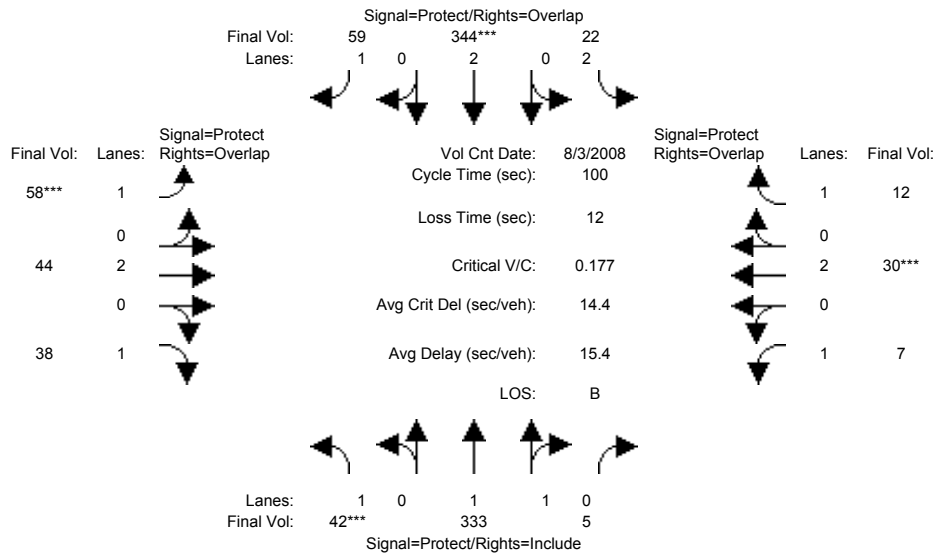 Signal=Protect/Rights=Overlap
Final Vol: 59 344*** 22
Lanes: 1 0 2 0 2
Signal=Protect
Final Vol: Lanes: Rights=Overlap
Vol Cnt Date: 8/3/2008
Signal=Protect
Rights=Overlap Lanes: Final Vol:
Cycle Time (sec): 100
58*** 1
1 12
Loss Time (sec): 12
0
0
44 2
Critical V/C: 0.177
2 30***
0
Avg Crit Del (sec/veh): 14.4
0
38 1
Avg Delay (sec/veh): 15.4
1 7
LOS: B
Lanes: 1 0 1 1 0
Final Vol: 42*** 333 5
Signal=Protect/Rights=Include